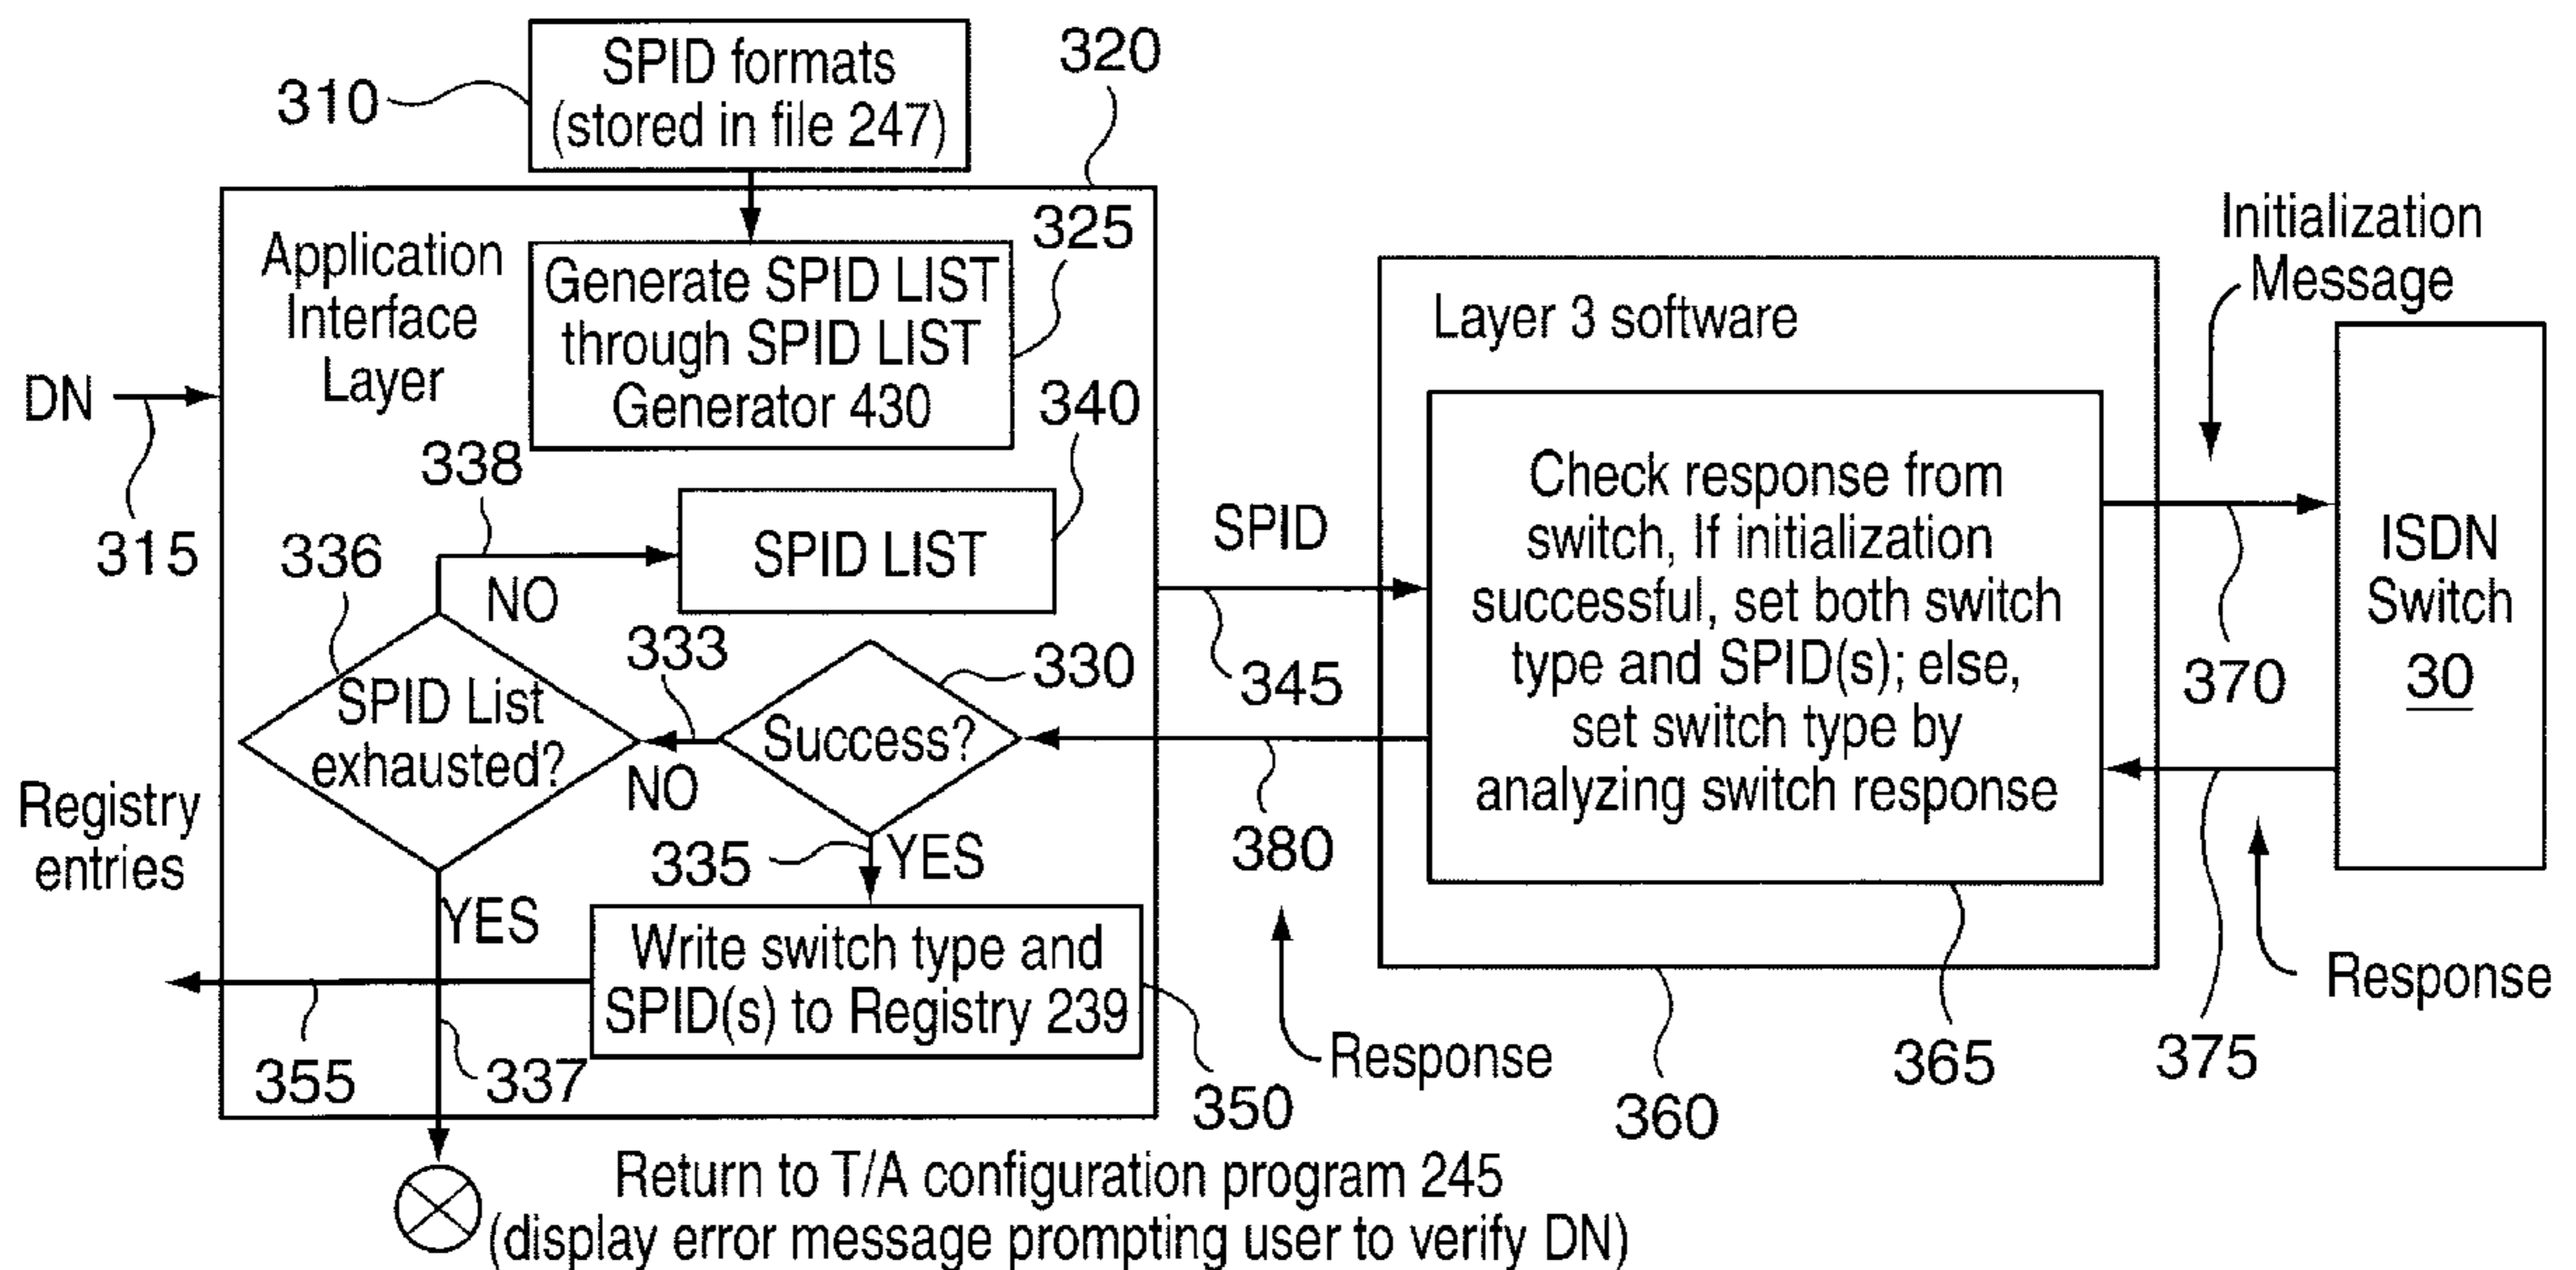 SPID formats
(stored in file 247)
310
320
Application
Interface
Layer
325
Generate SPID LIST
through SPID LIST
Generator 430
DN
315
338
340
336
NO
SPID LIST
SPID List
exhausted?
333
NO
330
Success?
335
YES
Registry
entries
YES
Write switch type and
SPID(s) to Registry 239
355
337
350
Return to T/A configuration program 245
(display error message prompting user to verify DN)
SPID
345
380
Response
Layer 3 software
Check response from
switch, If initialization
successful, set both switch
type and SPID(s); else,
set switch type by
analyzing switch response
360
365
Initialization
Message
370
375
Response
ISDN
Switch
30